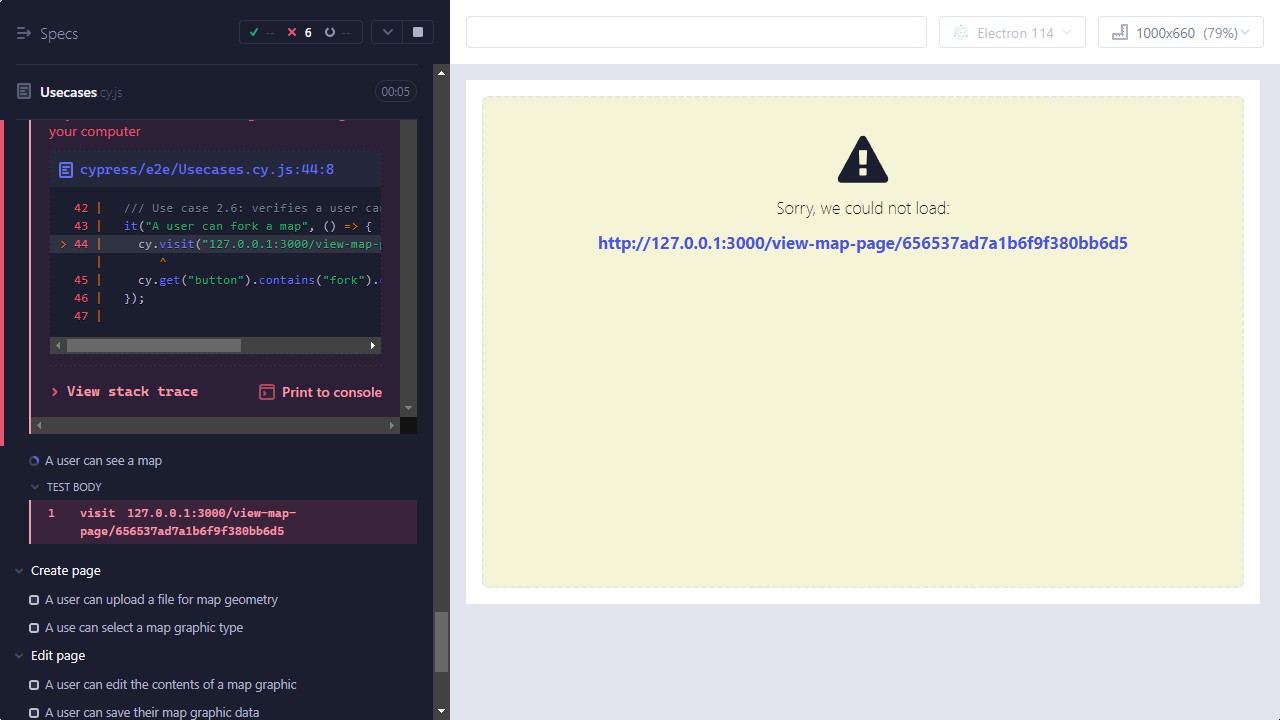 Specs
--
6
--
Electron 114
1000x660 (79%)
Usecases.cy.js
00:05
your computer
cypress/e2e/Usecases.cy.js:44:8
42 | /// Use case 2.6: verifies a user
43 | it("A user can fork a map", () => {
> 44 | cy.visit("127.0.0.1:3000/view-map-
| ^
45 | cy.get("button").contains("fork").
46 | });
47 |
View stack trace
Print to console
A user can see a map
TEST BODY
1 visit 127.0.0.1:3000/view-map-
page/656537ad7a1b6f9f380bb6d5
Create page
A user can upload a file for map geometry
A use can select a map graphic type
Edit page
A user can edit the contents of a map graphic
A user can save their map graphic data
Sorry, we could not load:
http://127.0.0.1:3000/view-map-page/656537ad7a1b6f9f380bb6d5